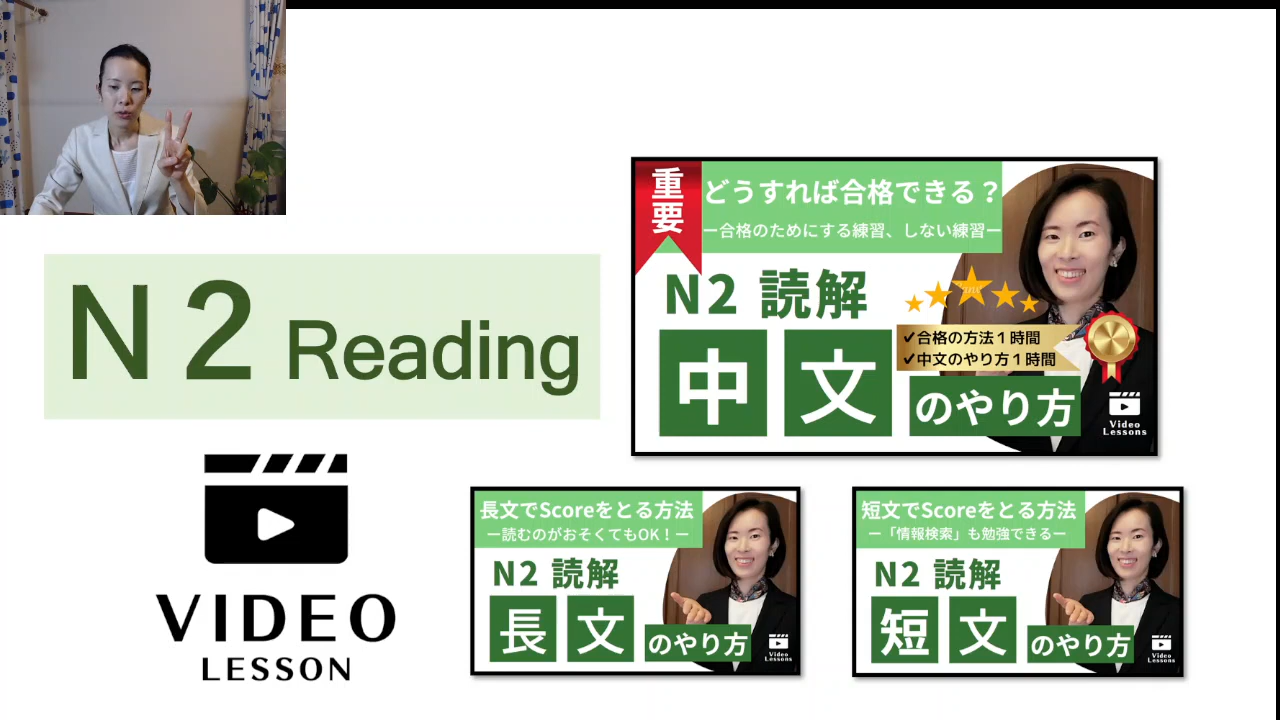 N2 Reading
VIDEO
LESSON
重要
どうすれば合格できる？
ー合格のためにする練習、しない練習ー
N2 読解
✔合格の方法１時間
✔中文のやり方１時間
中文のやり方
Video
Lessons
長文でScoreをとる方法
ー読むのがおそくてもOK！ー
N2 読解
長文のやり方
Video
Lessons
短文でScoreをとる方法
ー「情報検索」も勉強できるー
N2 読解
短文のやり方
Video
Lessons